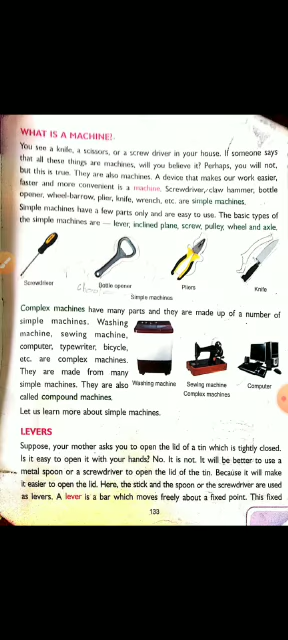 WHAT IS A MACHINE?
You see a knife, a scissors, or a screw driver in your house. If someone says
that all these things are machines, will you believe it? Perhaps, you will not,
but this is true. They are also machines. A device that makes our work easier,
faster and more convenient is a machine. Screwdriver, claw hammer, bottle
opener, wheel-barrow, plier, knife, wrench, etc. are simple machines.
Simple machines have a few parts only and are easy to use. The basic types of
the simple machines are — lever, inclined plane, screw, pulley, wheel and axle,
Screwdriver
Bottle opener
Pliers
Knife
Simple machines
Complex machines have many parts and they are made up of a number of
simple machines. Washing
machine, sewing machine,
computer, typewriter, bicycle,
etc. are complex machines.
They are made from many
simple machines. They are also
called compound machines.
Washing machine
Sewing machine
Computer
Complex machines
Let us learn more about simple machines.
LEVERS
Suppose, your mother asks you to open the lid of a tin which is tightly closed.
Is it easy to open it with your hands? No. It is not. It will be better to use a
metal spoon or a screwdriver to open the lid of the tin. Because it will make
it easier to open the lid. Here, the stick and the spoon or the screwdriver are used
as levers. A lever is a bar which moves freely about a fixed point. This fixed
133